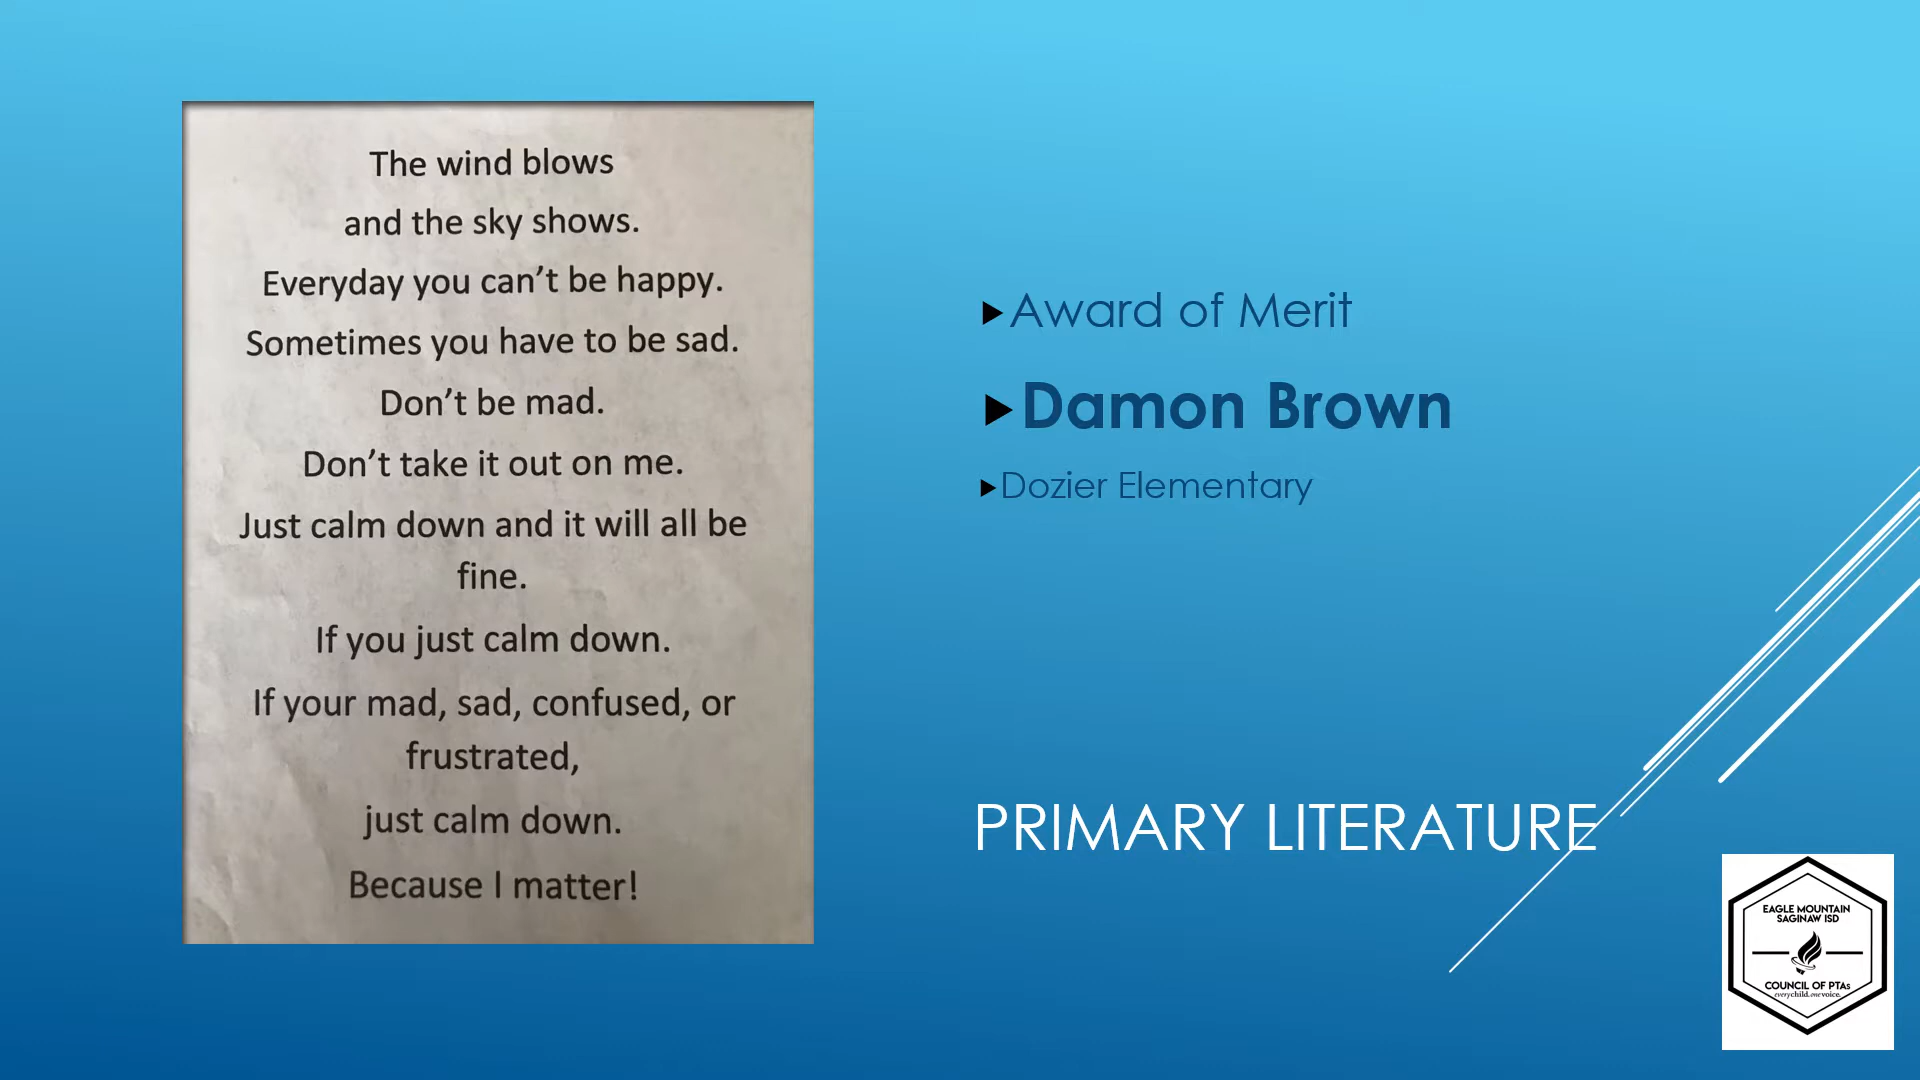 The wind blows
and the sky shows.
Everyday you can’t be happy.
Sometimes you have to be sad.
Don’t be mad.
Don’t take it out on me.
Just calm down and it will all be
fine.
If you just calm down.
If your mad, sad, confused, or
frustrated,
just calm down.
Because I matter!
Award of Merit
Damon Brown
Dozier Elementary
PRIMARY LITERATURE
EAGLE MOUNTAIN
SAGINAW ISD
COUNCIL OF PTAs
everychild.onevoice.